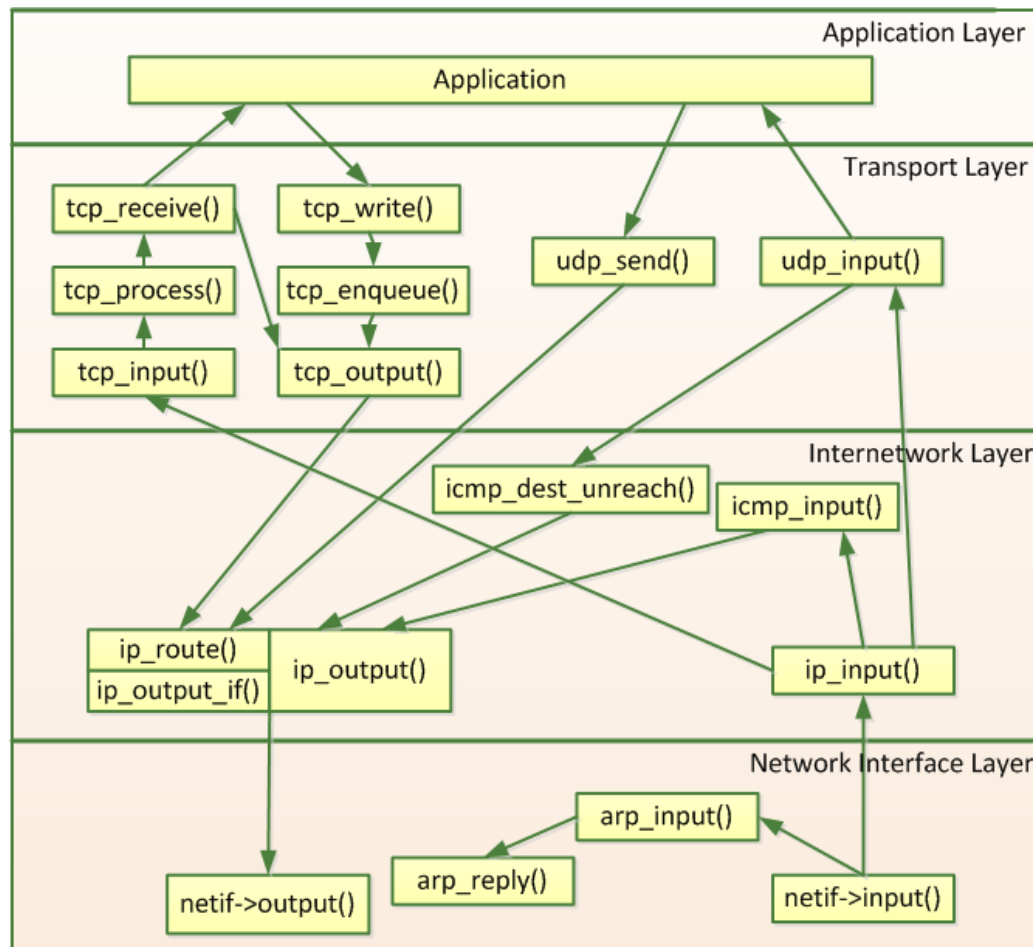 Application Layer
Application
Transport Layer
tcp_receive()
tcp_write()
udp_send()
udp_input()
tcp_process()
tcp_enqueue()
tcp_input()
tcp_output()
Internetwork Layer
icmp_dest_unreach()
icmp_input()
ip_route()
ip_output()
ip_input()
ip_output_if()
Network Interface Layer
arp_input()
arp_reply()
netif->output()
netif->input()